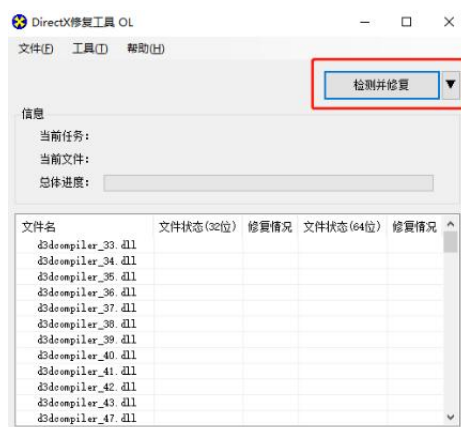 DirectX修复工具 OL
文件(F) 工具(T) 帮助(H)
检测并修复
信息
当前任务:
当前文件:
总体进度:
文件名 文件状态(32位) 修复情况 文件状态(64位) 修复情况
d3dcompiler_33.dll
d3dcompiler_34.dll
d3dcompiler_35.dll
d3dcompiler_36.dll
d3dcompiler_37.dll
d3dcompiler_38.dll
d3dcompiler_39.dll
d3dcompiler_40.dll
d3dcompiler_41.dll
d3dcompiler_42.dll
d3dcompiler_43.dll
d3dcompiler_47.dll